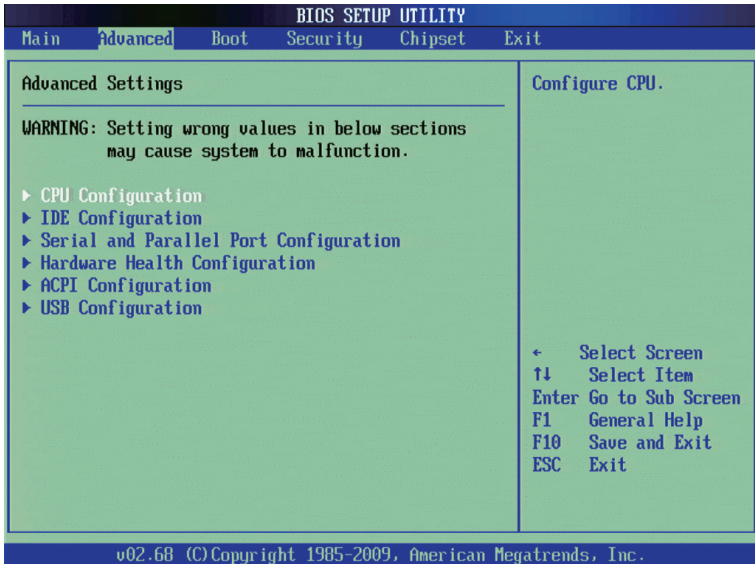 BIOS SETUP UTILITY
Main Advanced Boot Security Chipset Exit
Advanced Settings
WARNING: Setting wrong values in below sections
may cause system to malfunction.
▶ CPU Configuration
▶ IDE Configuration
▶ Serial and Parallel Port Configuration
▶ Hardware Health Configuration
▶ ACPI Configuration
▶ USB Configuration
Configure CPU.
← Select Screen
↑↓ Select Item
Enter Go to Sub Screen
F1 General Help
F10 Save and Exit
ESC Exit
v02.68 (C)Copyright 1985-2009, American Megatrends, Inc.